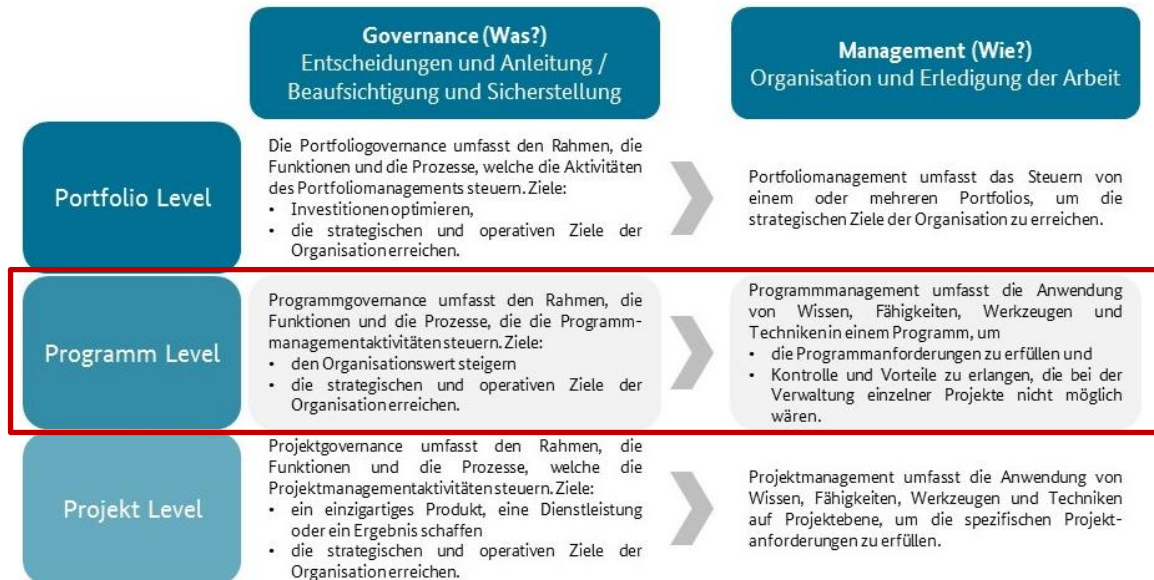 Governance (Was?)
Entscheidungen und Anleitung /
Beaufsichtigung und Sicherstellung
Management (Wie?)
Organisation und Erledigung der Arbeit
Portfolio Level
Die Portfoliogovernance umfasst den Rahmen, die
Funktionen und die Prozesse, welche die Aktivitäten
des Portfoliomanagements steuern. Ziele:
• Investitionen optimieren,
• die strategischen und operativen Ziele der
Organisation erreichen.
Portfoliomanagement umfasst das Steuern von
einem oder mehreren Portfolios, um die
strategischen Ziele der Organisation zu erreichen.
Programm Level
Programmgovernance umfasst den Rahmen, die
Funktionen und die Prozesse, die die Programm-
managementaktivitäten steuern. Ziele:
• den Organisationswert steigern
• die strategischen und operativen Ziele der
Organisation erreichen.
Programmmanagement umfasst die Anwendung
von Wissen, Fähigkeiten, Werkzeugen und
Techniken in einem Programm, um
• die Programmanforderungen zu erfüllen und
• Kontrolle und Vorteile zu erlangen, die bei der
Verwaltung einzelner Projekte nicht möglich
wären.
Projekt Level
Projektgovernance umfasst den Rahmen, die
Funktionen und die Prozesse, welche die
Projektmanagementaktivitäten steuern. Ziele:
• ein einzigartiges Produkt, eine Dienstleistung
oder ein Ergebnis schaffen
• die strategischen und operativen Ziele der
Organisation erreichen.
Projektmanagement umfasst die Anwendung von
Wissen, Fähigkeiten, Werkzeugen und Techniken
auf Projektebene, um die spezifischen Projekt-
anforderungen zu erfüllen.